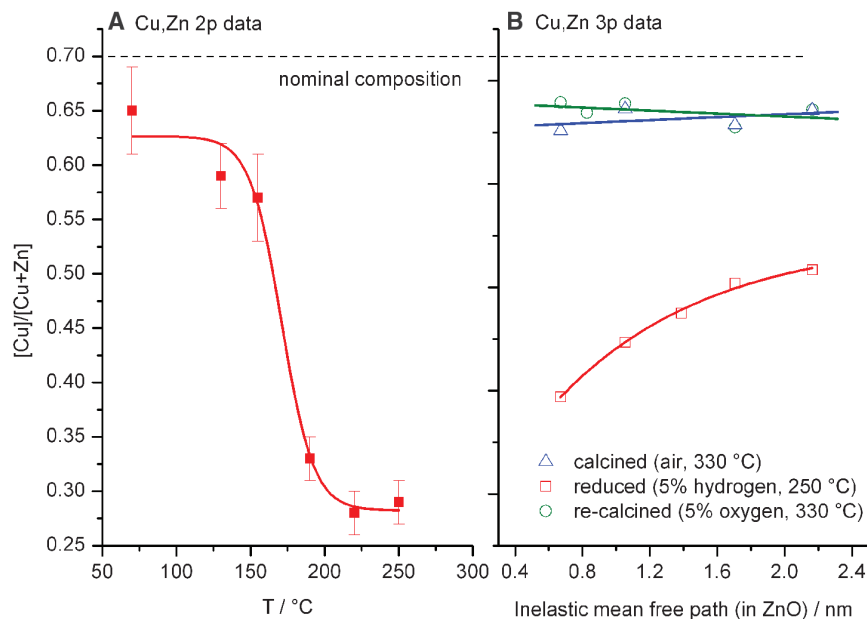 A Cu,Zn 2p data
B Cu,Zn 3p data
nominal composition
[Cu]/[Cu+Zn]
0.70
0.65
0.60
0.55
0.50
0.45
0.40
0.35
0.30
0.25
50 100 150 200 250 300
T / °C
calcined (air, 330 °C)
reduced (5% hydrogen, 250 °C)
re-calcined (5% oxygen, 330 °C)
0.4 0.8 1.2 1.6 2.0 2.4
Inelastic mean free path (in ZnO) / nm